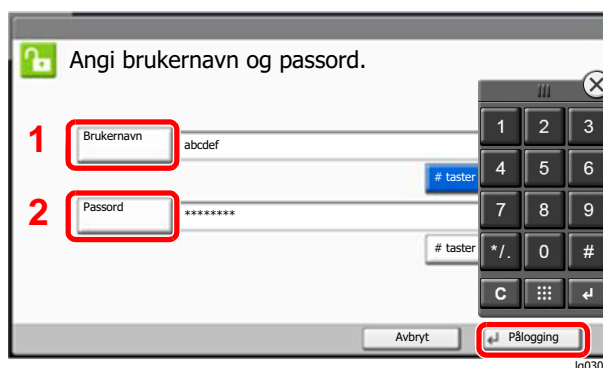 Angi brukernavn og passord.
1 Brukernavn abcdef
# taster
2 Passord ********
# taster
1 2 3
4 5 6
7 8 9
*/. 0 #
C
Avbryt Pålogging